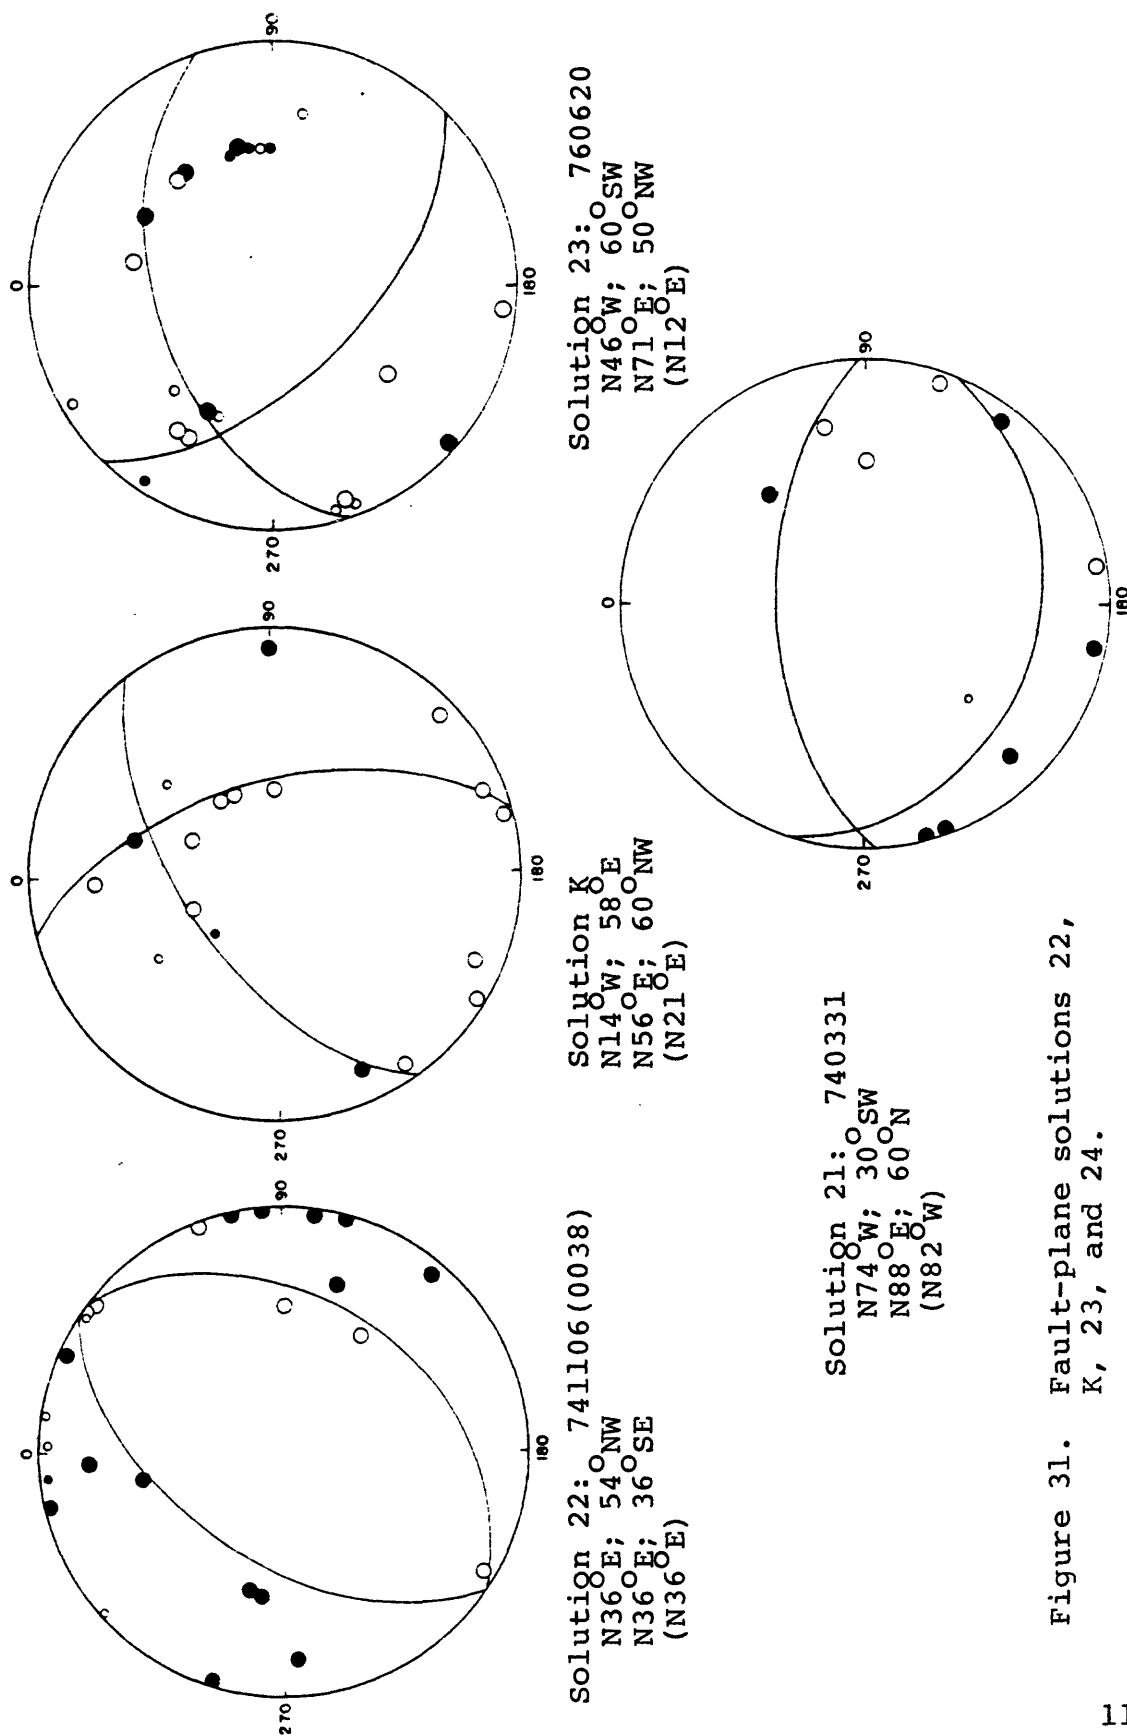 0
90
180
270
Solution 22: 741106(0038)
N36°E; 54°NW
N36°E; 36°SE
(N36°E)
0
90
180
270
Solution K
N14°W; 58°E
N56°E; 60°NW
(N21°E)
0
90
180
270
Solution 23: 760620
N46°W; 60°SW
N71°E; 50°NW
(N12°E)
Solution 21: 740331
N74°W; 30°SW
N88°E; 60°N
(N82°W)
0
90
180
270
Figure 31. Fault-plane solutions 22,
K, 23, and 24.
11